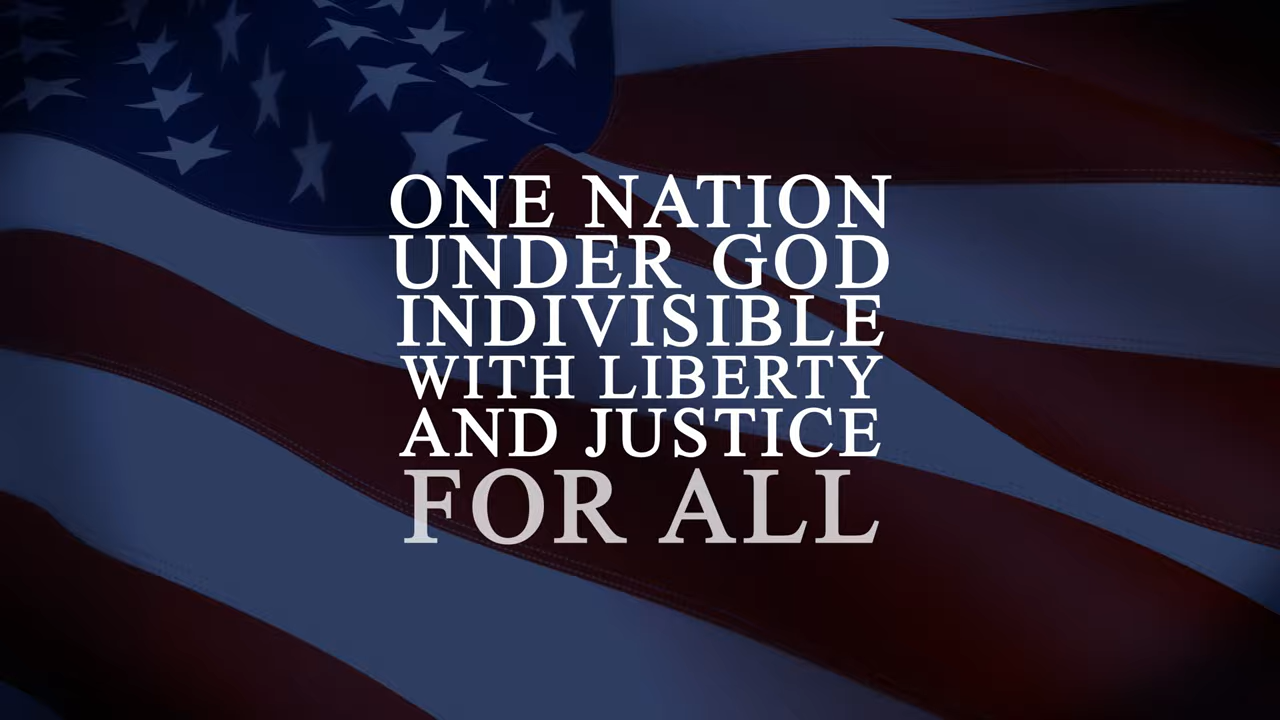 ONE NATION
UNDER GOD
INDIVISIBLE
WITH LIBERTY
AND JUSTICE
FOR ALL